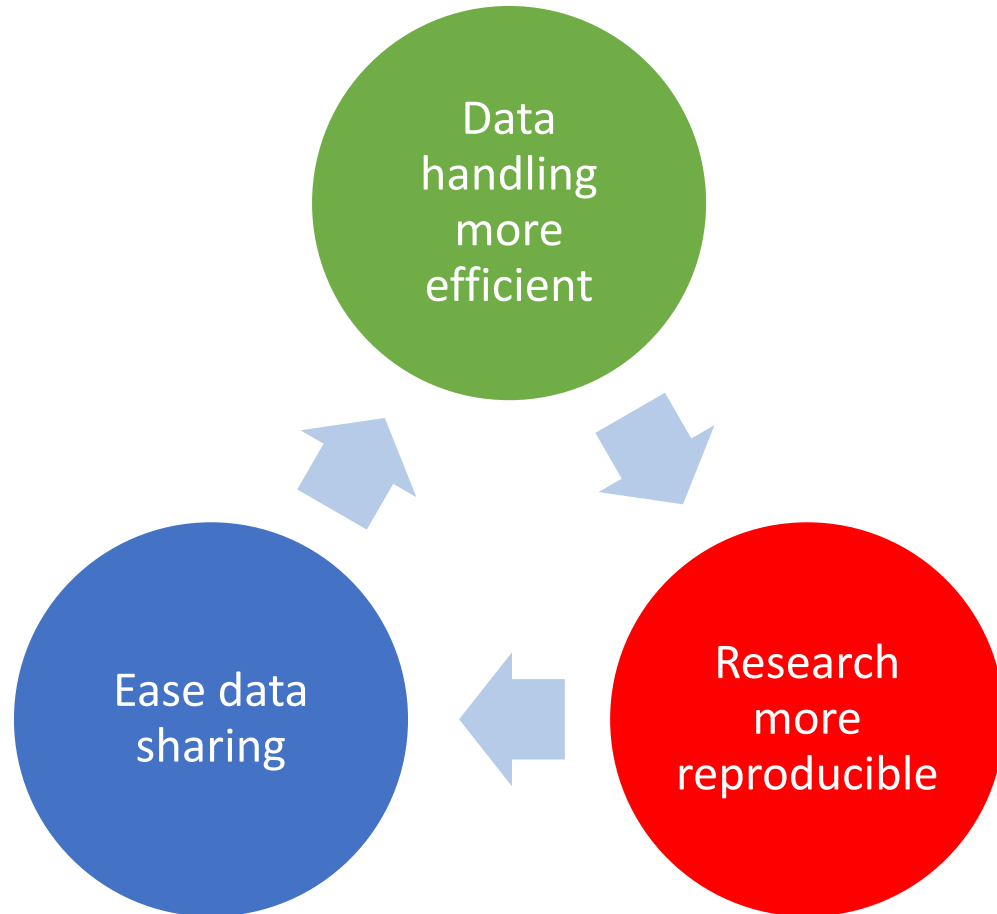 Data
handling
more
efficient
Research
more
reproducible
Ease data
sharing